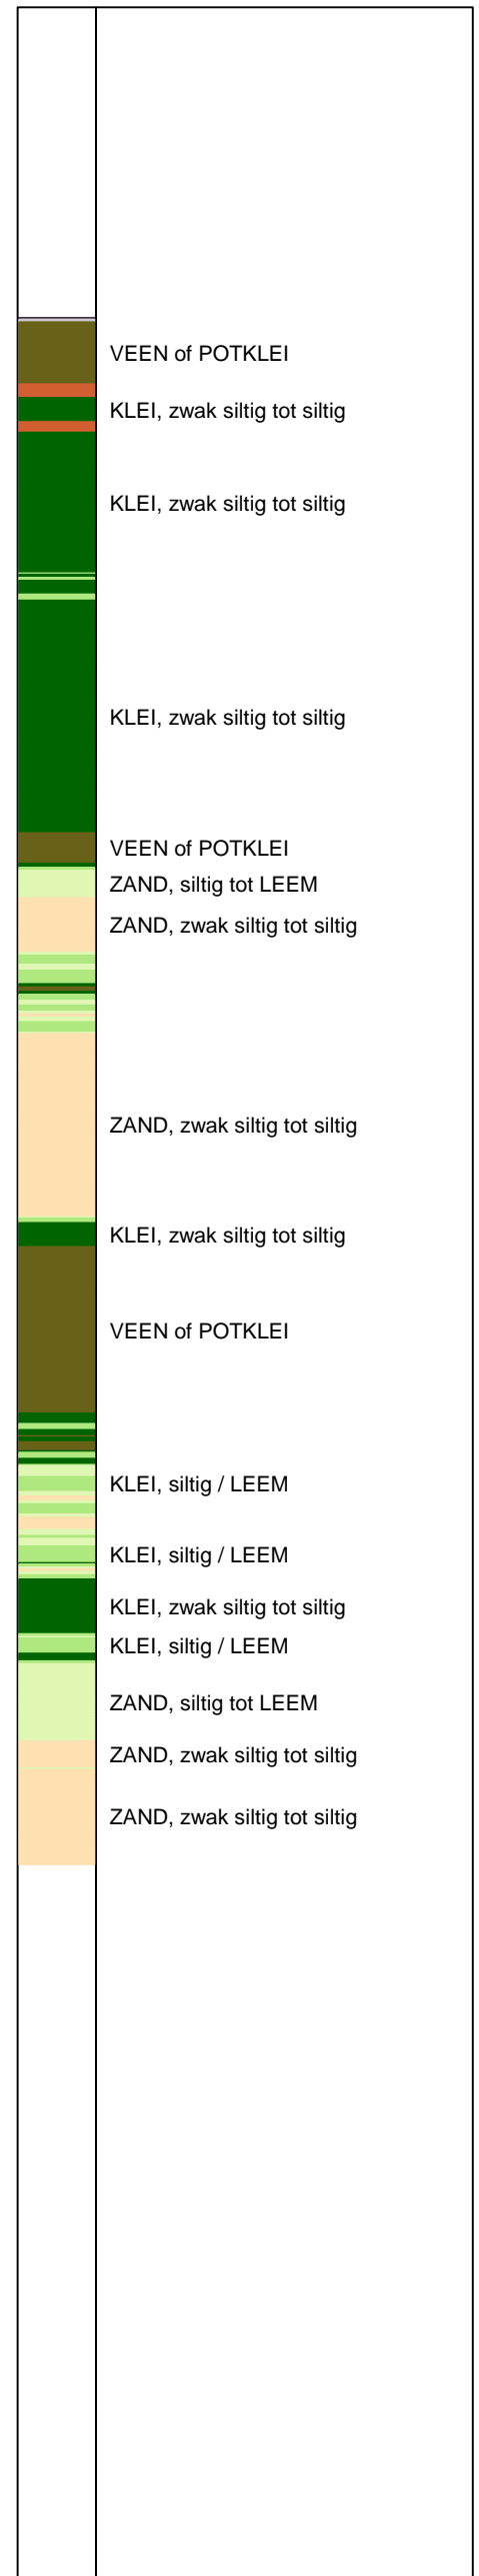 VEEN of POTKLEI
KLEI, zwak siltig tot siltig
KLEI, zwak siltig tot siltig
KLEI, zwak siltig tot siltig
VEEN of POTKLEI
ZAND, siltig tot LEEM
ZAND, zwak siltig tot siltig
ZAND, zwak siltig tot siltig
KLEI, zwak siltig tot siltig
VEEN of POTKLEI
KLEI, siltig / LEEM
KLEI, siltig / LEEM
KLEI, zwak siltig tot siltig
KLEI, siltig / LEEM
ZAND, siltig tot LEEM
ZAND, zwak siltig tot siltig
ZAND, zwak siltig tot siltig